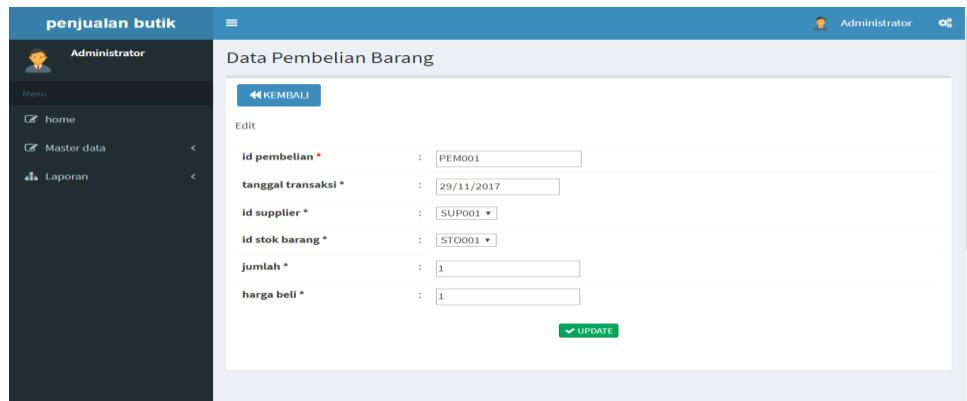 penjualan butik
Administrator
Administrator
Data Pembelian Barang
Menu
KEMBALI
home
Edit
Master data
Laporan
id pembelian * : PEM001
tanggal transaksi * : 29/11/2017
id supplier * : SUP001
id stok barang * : STO001
jumlah * : 1
harga beli * : 1
UPDATE